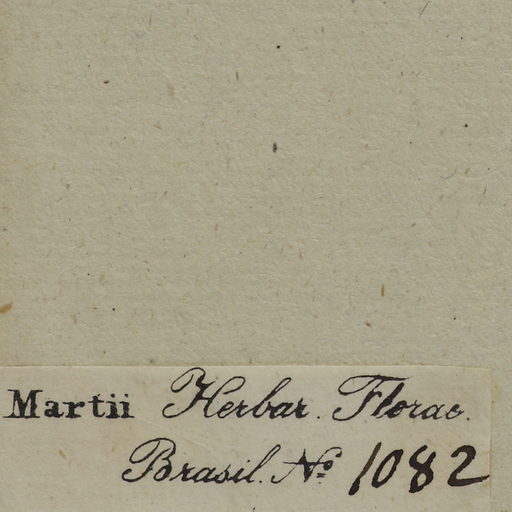 Martii Herbar. Florae.
Brasil. Nº 1082